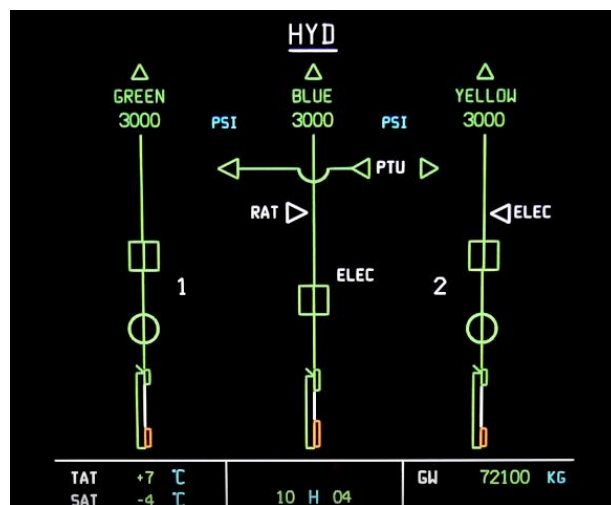 HYD
GREEN BLUE YELLOW
3000 PSI 3000 PSI 3000
PTU
RAT ELEC
ELEC
1 2
TAT +7 °C GW 72100 KG
SAT -4 °C 10 H 04